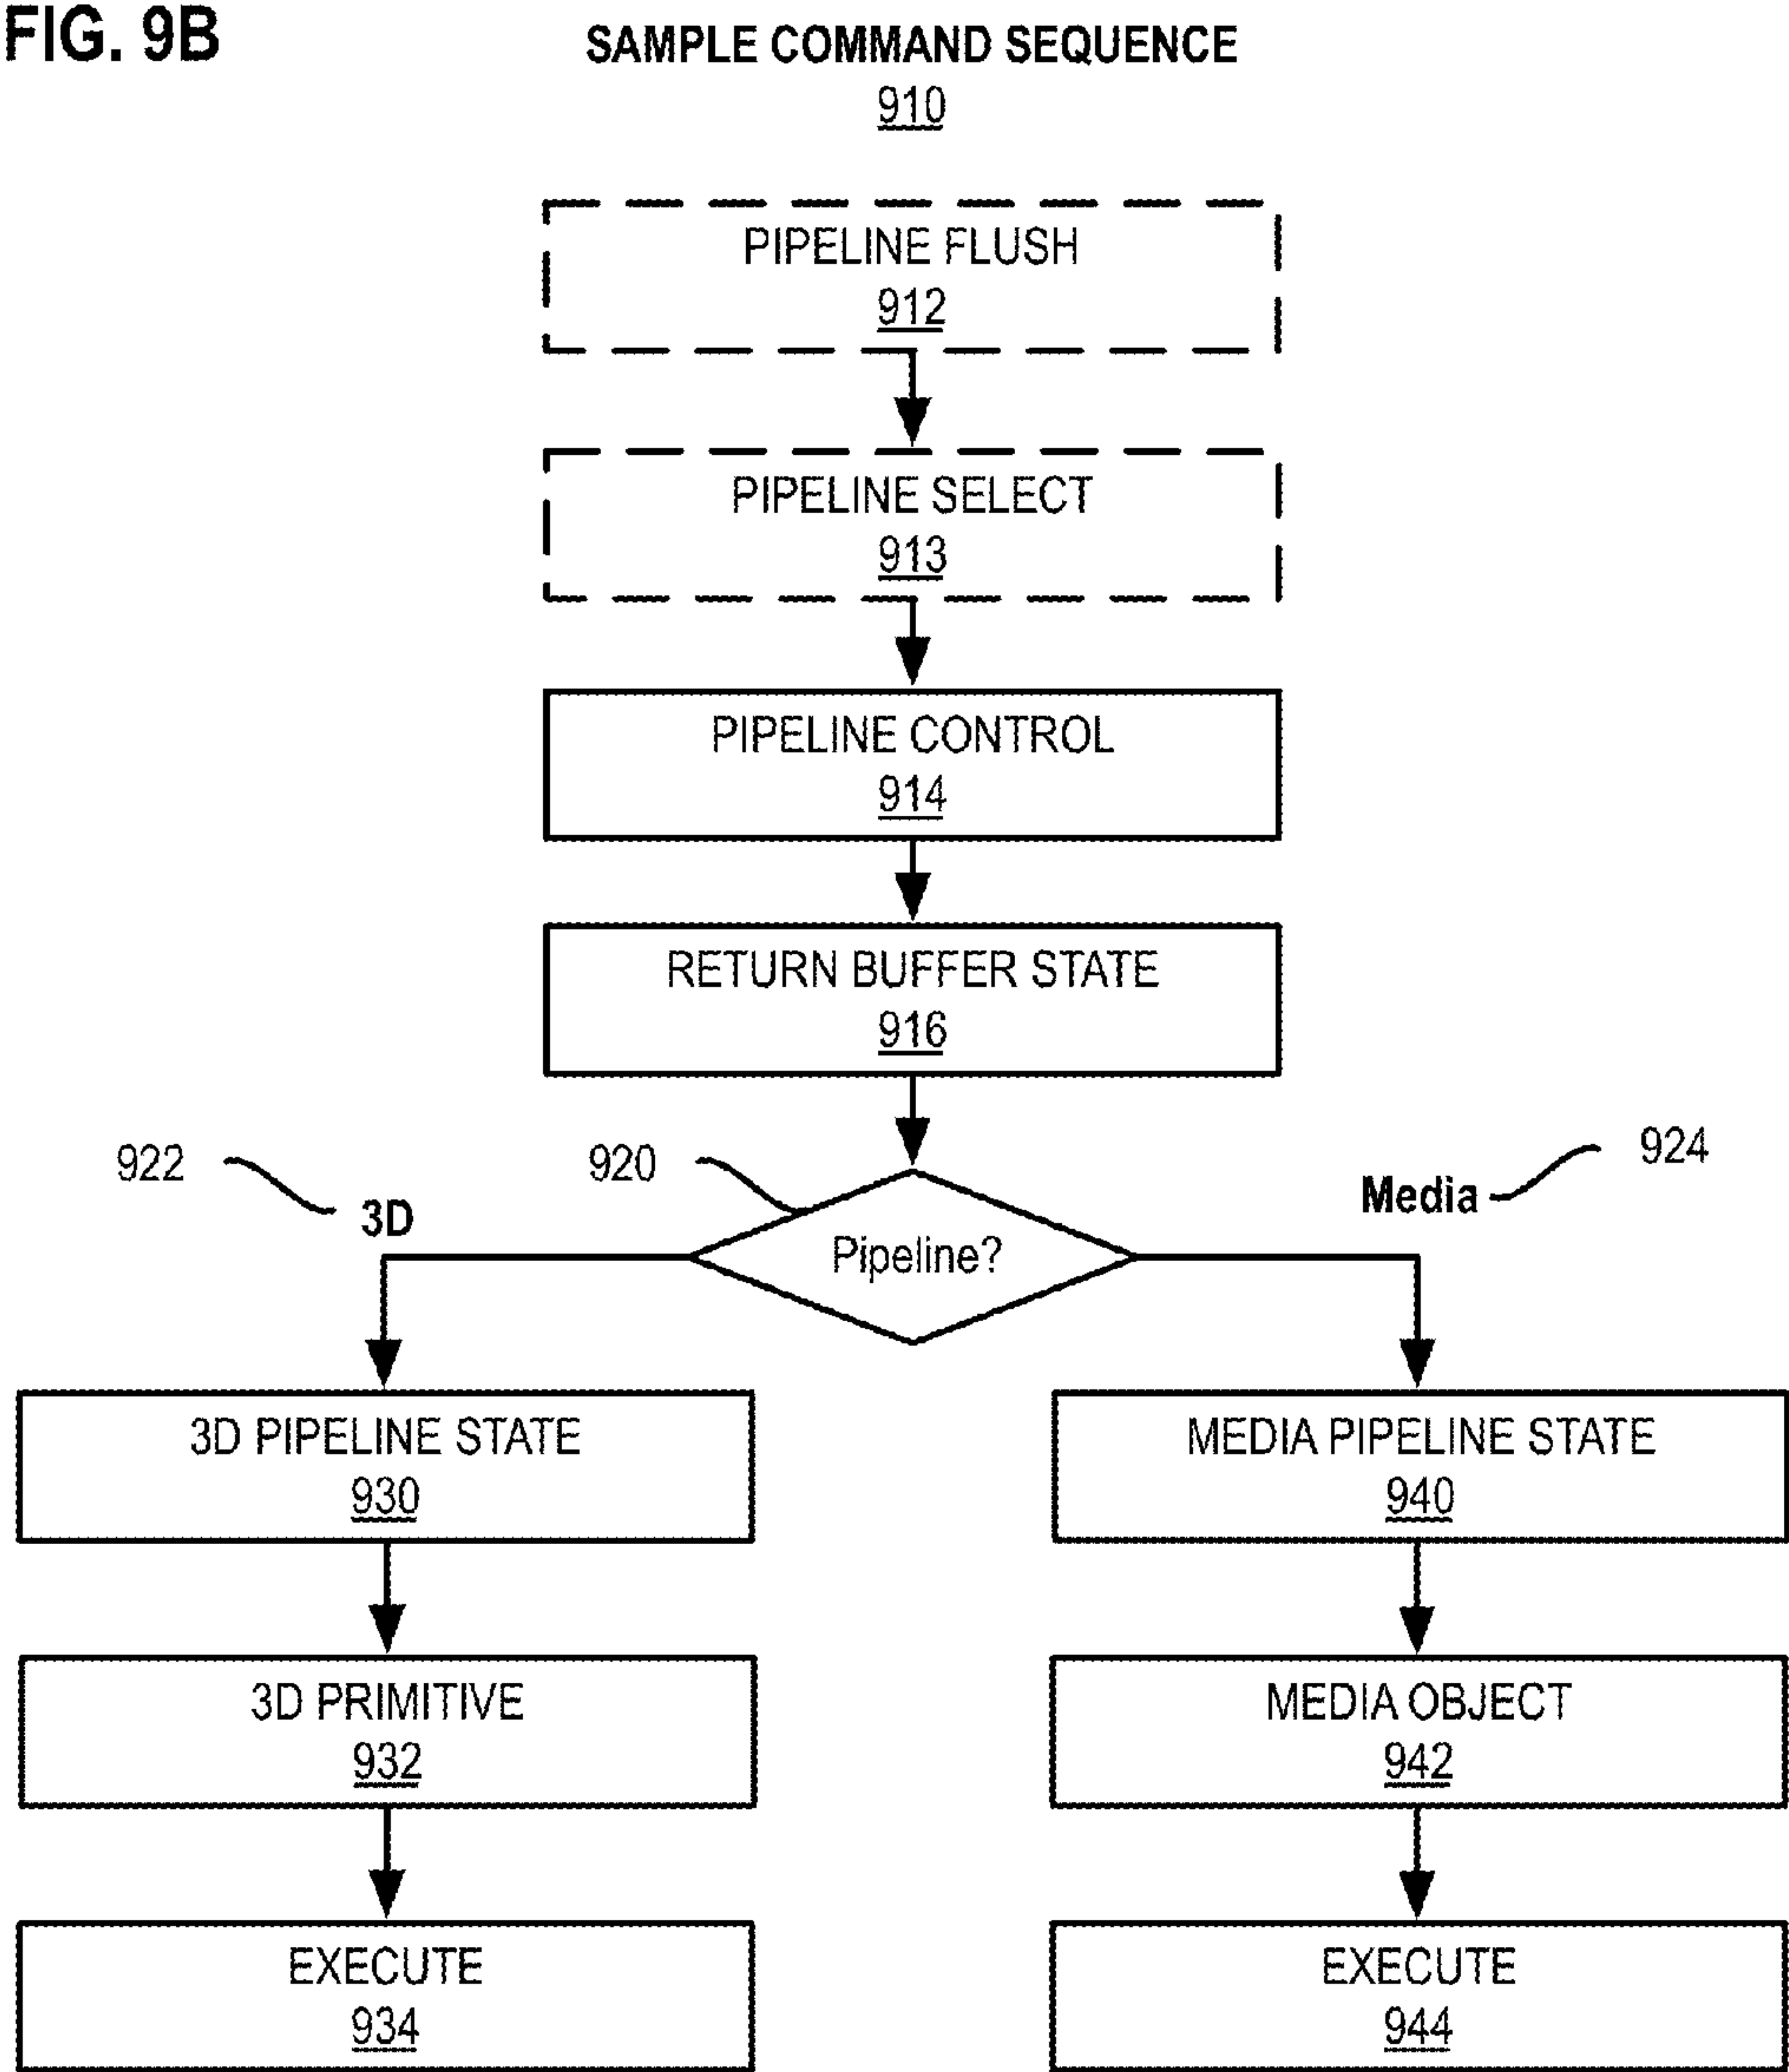 FIG. 9B
SAMPLE COMMAND SEQUENCE
910
PIPELINE FLUSH
912
PIPELINE SELECT
913
PIPELINE CONTROL
914
RETURN BUFFER STATE
916
922
920
924
3D
Media
Pipeline?
3D PIPELINE STATE
930
MEDIA PIPELINE STATE
940
3D PRIMITIVE
932
MEDIA OBJECT
942
EXECUTE
934
EXECUTE
944